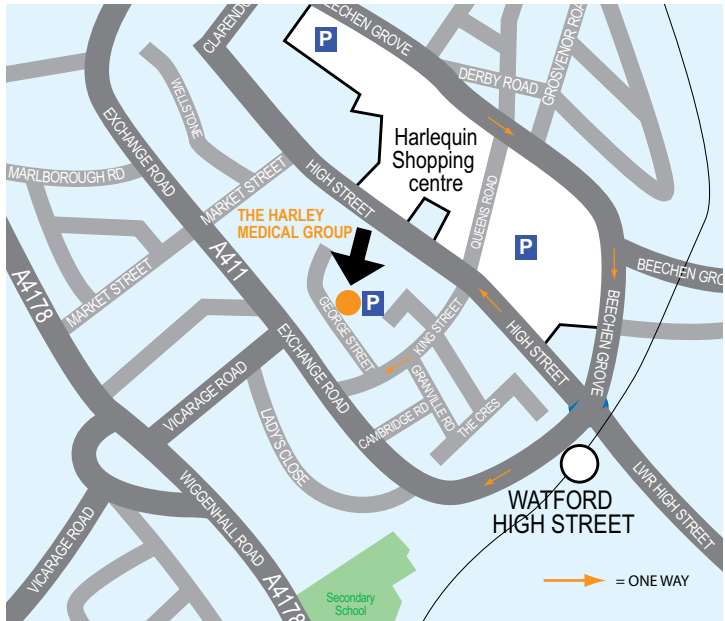 CLARENDO
BEECHEN GROVE
P
DERBY ROAD
GROSVENOR ROAD
WELLSTONE
EXCHANGE ROAD
Harlequin
Shopping
centre
MARLBOROUGH RD
MARKET STREET
HIGH STREET
QUEENS ROAD
THE HARLEY
MEDICAL GROUP
A411
P
BEECHEN GRO
A4178
MARKET STREET
P
GEORGE STREET
KING STREET
HIGH STREET
BEECHEN GROVE
EXCHANGE ROAD
VICARAGE ROAD
GRANVILLE RD
CAMBRIDGE RD
THE CRES
LADY'S CLOSE
WATFORD
HIGH STREET
LWR HIGH STREET
WIGGENHALL ROAD
VICARAGE ROAD
A4178
Secondary
School
= ONE WAY